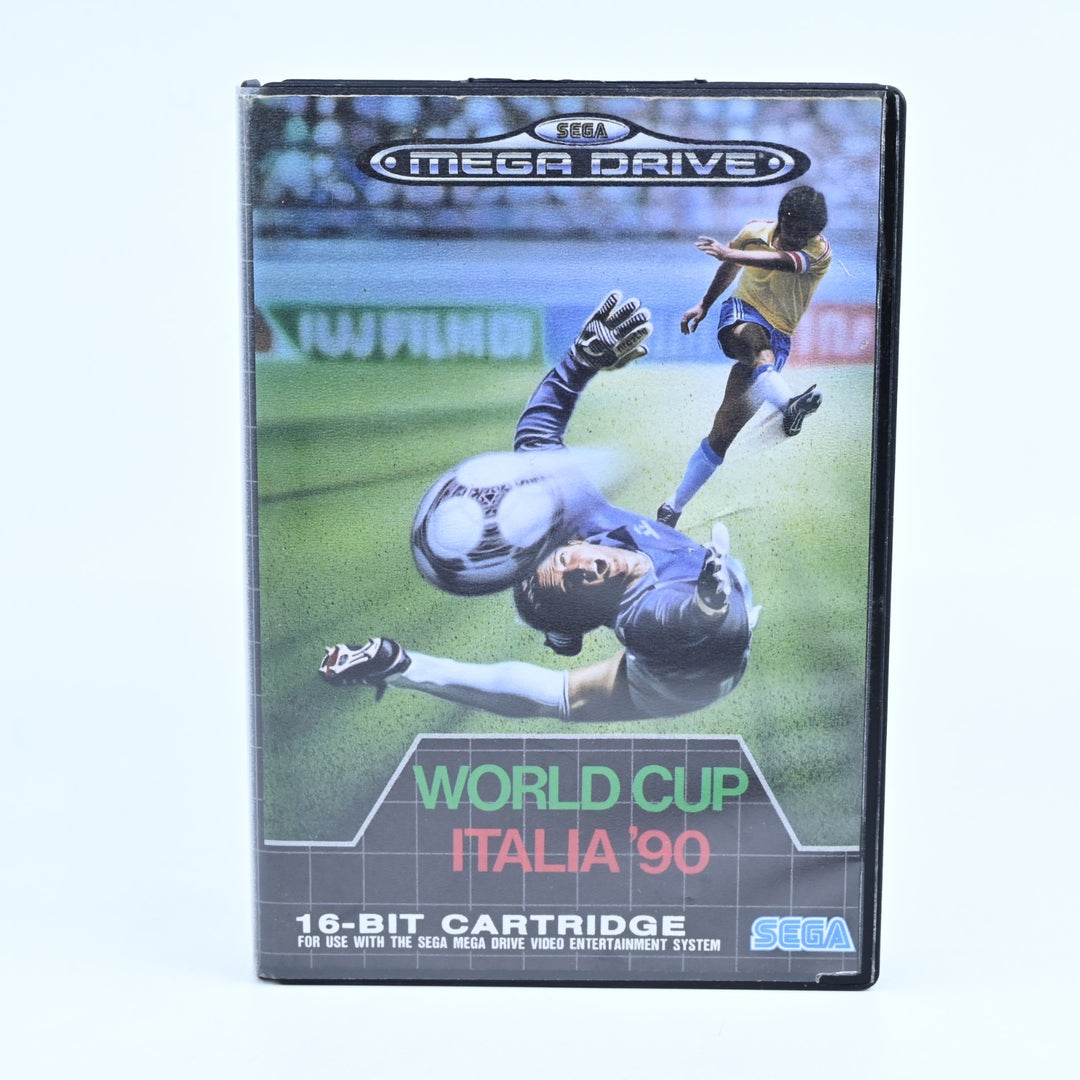 SEGA
MEGA DRIVE
WORLD CUP
ITALIA '90
16-BIT CARTRIDGE
FOR USE WITH THE SEGA MEGA DRIVE VIDEO ENTERTAINMENT SYSTEM
SEGA